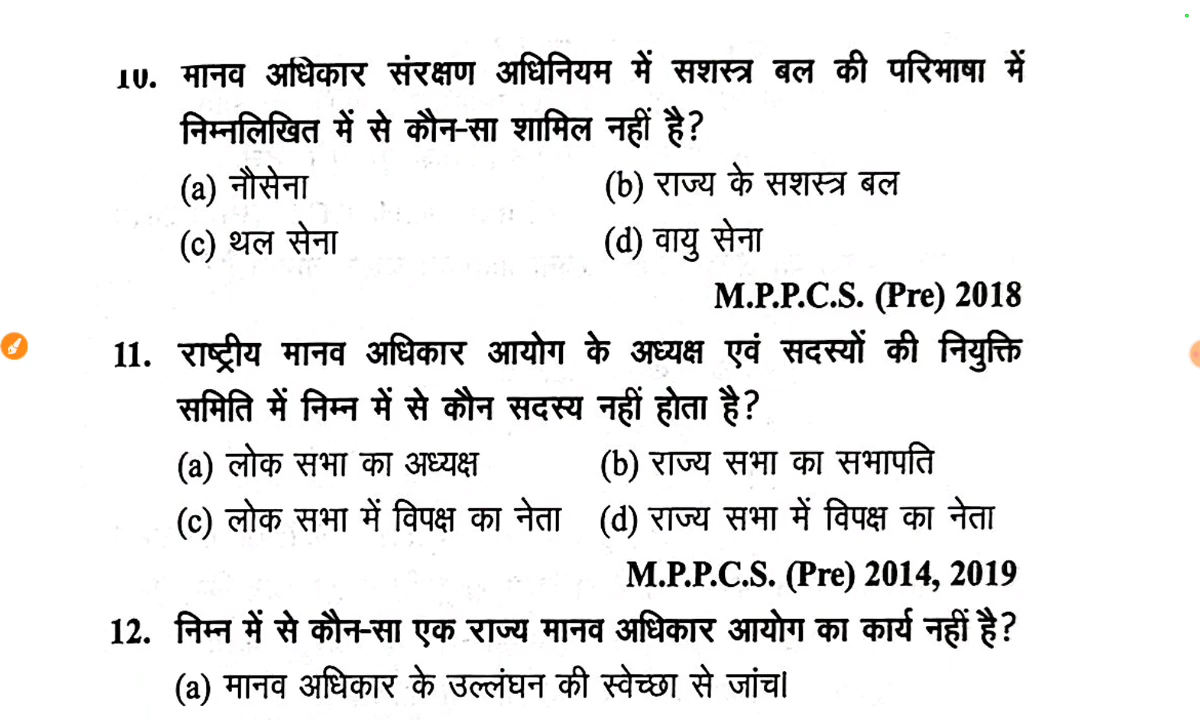 10. मानव अधिकार संरक्षण अधिनियम में सशस्त्र बल की परिभाषा में
निम्नलिखित में से कौन-सा शामिल नहीं है?
(a) नौसेना (b) राज्य के सशस्त्र बल
(c) थल सेना (d) वायु सेना
M.P.P.C.S. (Pre) 2018
11. राष्ट्रीय मानव अधिकार आयोग के अध्यक्ष एवं सदस्यों की नियुक्ति
समिति में निम्न में से कौन सदस्य नहीं होता है?
(a) लोक सभा का अध्यक्ष (b) राज्य सभा का सभापति
(c) लोक सभा में विपक्ष का नेता (d) राज्य सभा में विपक्ष का नेता
M.P.P.C.S. (Pre) 2014, 2019
12. निम्न में से कौन-सा एक राज्य मानव अधिकार आयोग का कार्य नहीं है?
(a) मानव अधिकार के उल्लंघन की स्वेच्छा से जांच।